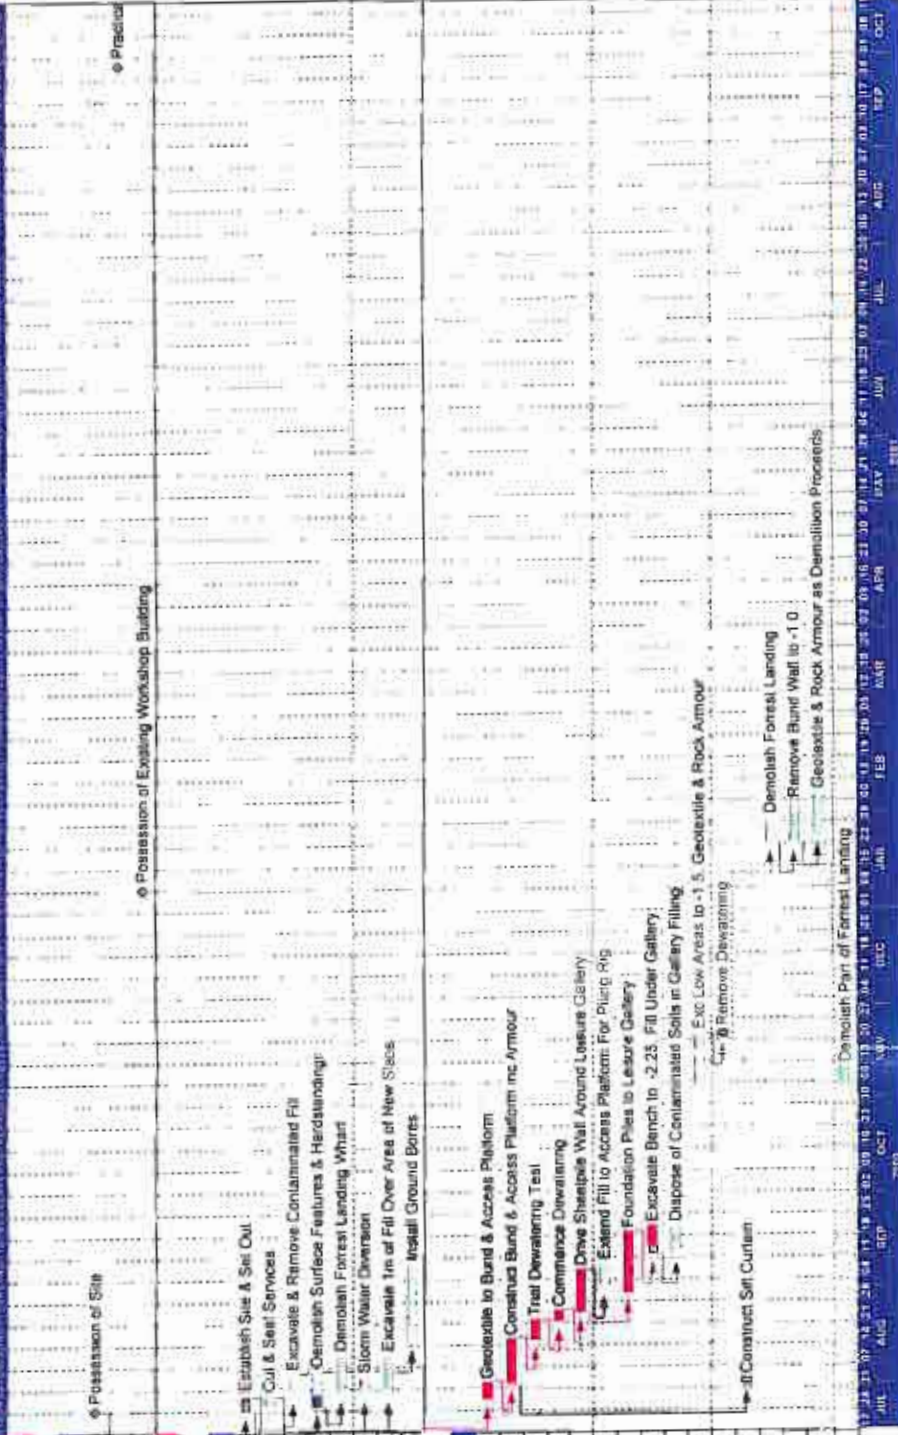 Practica
Possession of Site
Possession of Existing Workshop Building
Establish Site & Set Out
Cut & Seal Services
Excavate & Remove Contaminated Fill
Demolish Surface Features & Hardstandings
Demolish Forrest Landing Wharf
Storm Water Diversion
Excavate 1m of Fill Over Area of New Slabs
Install Ground Bores
Geotextile to Bund & Access Platform
Construct Bund & Access Platform inc Armour
Trial Dewatering Test
Commence Dewatering
Drive Sheetpile Wall Around Leisure Gallery
Extend Fill to Access Platform For Piling Rig
Foundation Piles to Leisure Gallery
Excavate Bench to -2.25 Fill Under Gallery
Dispose of Contaminated Soils in Gallery Filling
Exc Low Areas to -1.5 Geotextile & Rock Armour
Remove Dewatering
Construct Silt Curtain
Demolish Forrest Landing
Remove Bund Wall to -1.0
Geotextile & Rock Armour as Demolition Proceeds
Demolish Part of Forrest Landing
JUL AUG SEP OCT NOV DEC JAN FEB MAR APR MAY JUN JUL AUG SEP OCT